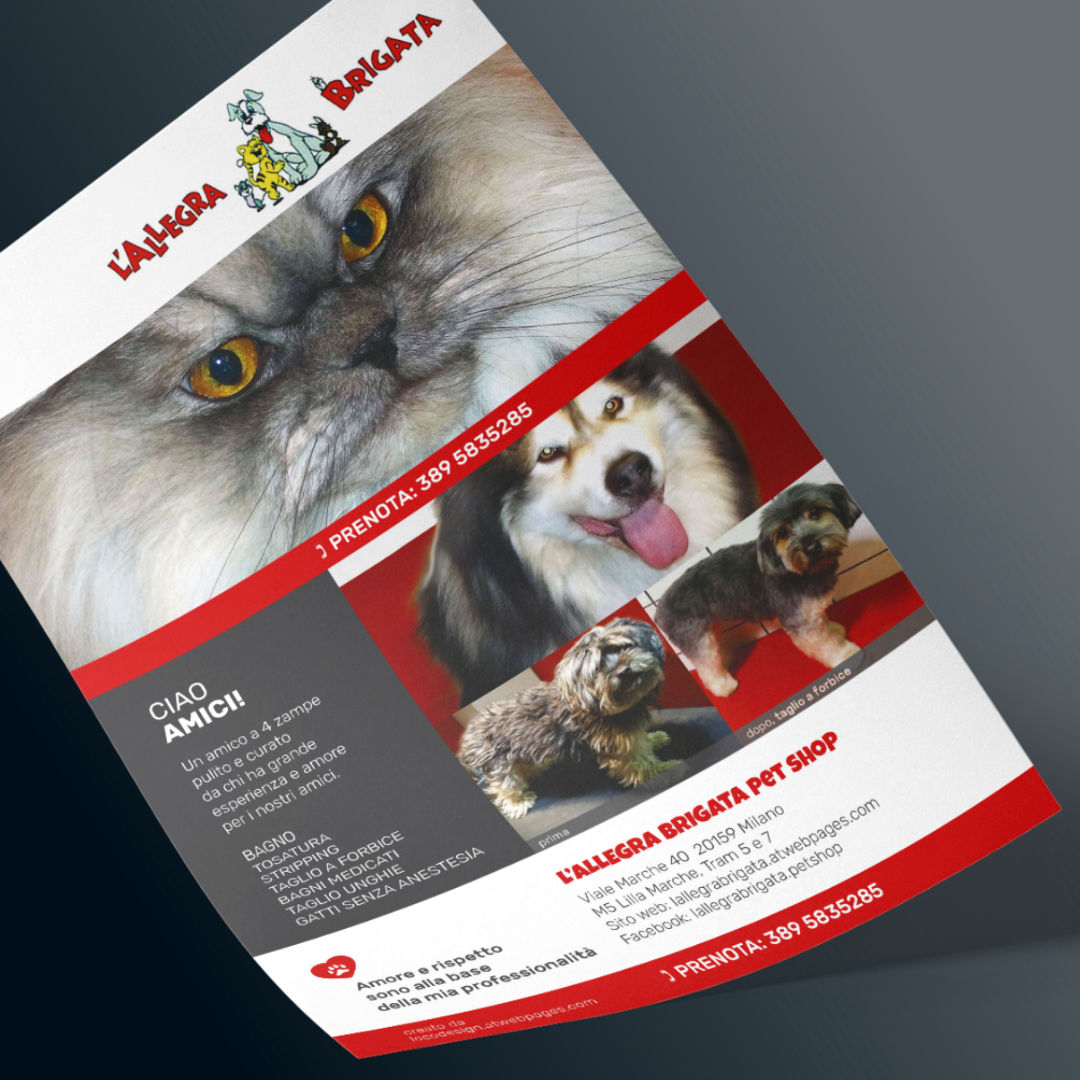 L'ALLEGRA BRIGATA
PRENOTA: 389 5835285
CIAO
AMICI!
Un amico a 4 zampe
pulito e curato
da chi ha grande
esperienza e amore
per i nostri amici.
BAGNO
TOSATURA
STRIPPING
TAGLIO A FORBICE
BAGNI MEDICATI
TAGLIO UNGHIE
GATTI SENZA ANESTESIA
prima
dopo, taglio a forbice
L'ALLEGRA BRIGATA PET SHOP
Viale Marche 40 20159 Milano
M5 Lilla Marche, Tram 5 e 7
Sito web: lallegrabrigata.atwebpages.com
Facebook: lallegrabrigata.petshop
Amore e rispetto
sono alla base
della mia professionalità
PRENOTA: 389 5835285
creato da
locodesign.atwebpages.com